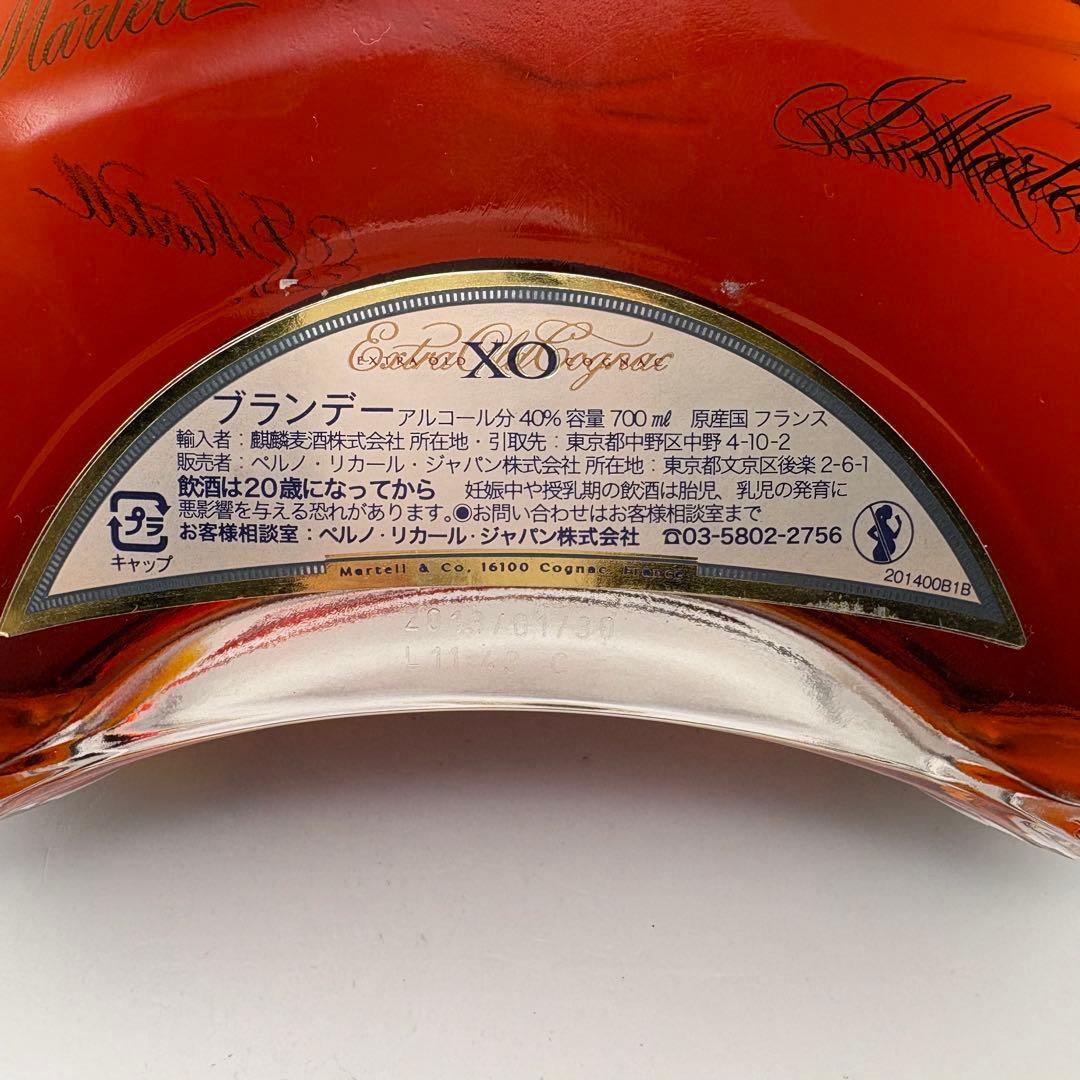 Martell
J. Martell
Extra Old Cognac
EXTRA OLD XO COGNAC
ブランデー アルコール分 40% 容量 700 ml 原産国 フランス
輸入者：麒麟麦酒株式会社 所在地・引取先：東京都中野区中野 4-10-2
販売者：ペルノ・リカール・ジャパン株式会社 所在地：東京都文京区後楽 2-6-1
飲酒は20歳になってから 妊娠中や授乳期の飲酒は胎児、乳児の発育に
悪影響を与える恐れがあります。●お問い合わせはお客様相談室まで
お客様相談室：ペルノ・リカール・ジャパン株式会社 ☎03-5802-2756
プラ
キャップ
201400B1B
Martell & Co. 16100 Cognac France